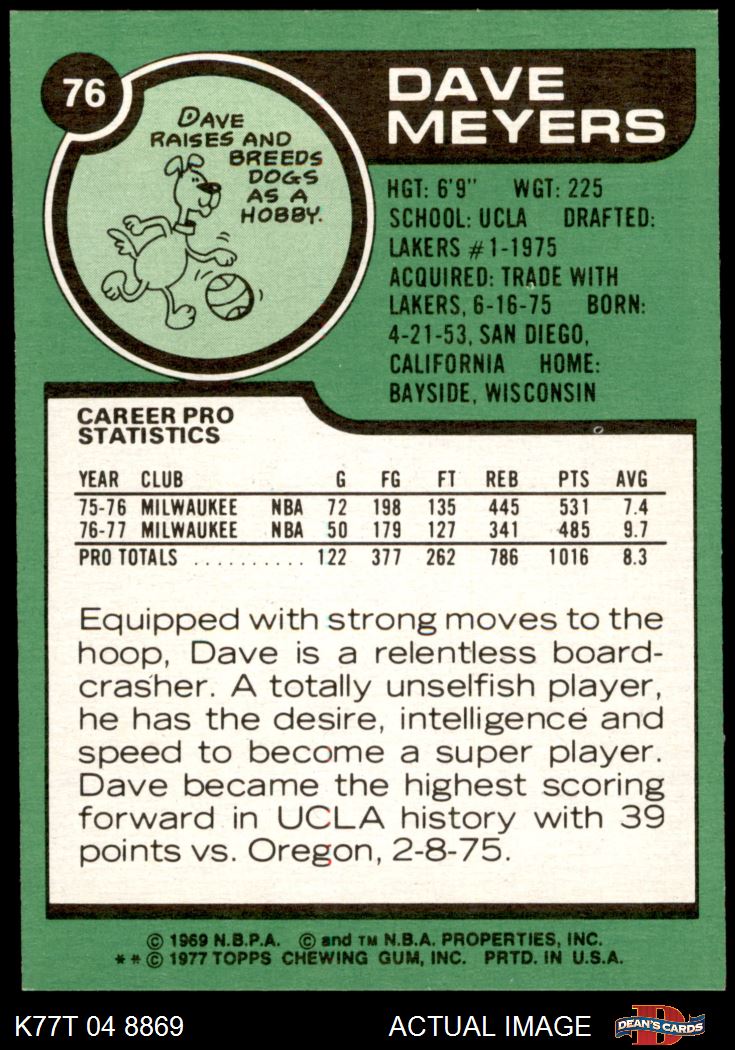 76
DAVE
RAISES AND
BREEDS
DOGS
AS A
HOBBY.
DAVE
MEYERS
HGT: 6'9" WGT: 225
SCHOOL: UCLA DRAFTED:
LAKERS #1-1975
ACQUIRED: TRADE WITH
LAKERS, 6-16-75 BORN:
4-21-53, SAN DIEGO,
CALIFORNIA HOME:
BAYSIDE, WISCONSIN
CAREER PRO
STATISTICS
YEAR CLUB G FG FT REB PTS AVG
75-76 MILWAUKEE NBA 72 198 135 445 531 7.4
76-77 MILWAUKEE NBA 50 179 127 341 485 9.7
PRO TOTALS .......... 122 377 262 786 1016 8.3
Equipped with strong moves to the
hoop, Dave is a relentless board-
crasher. A totally unselfish player,
he has the desire, intelligence and
speed to become a super player.
Dave became the highest scoring
forward in UCLA history with 39
points vs. Oregon, 2-8-75.
© 1969 N.B.P.A. © and TM N.B.A. PROPERTIES, INC.
** © 1977 TOPPS CHEWING GUM, INC. PRTD. IN U.S.A.
K77T 04 8869 ACTUAL IMAGE
D
DEAN'S CARDS